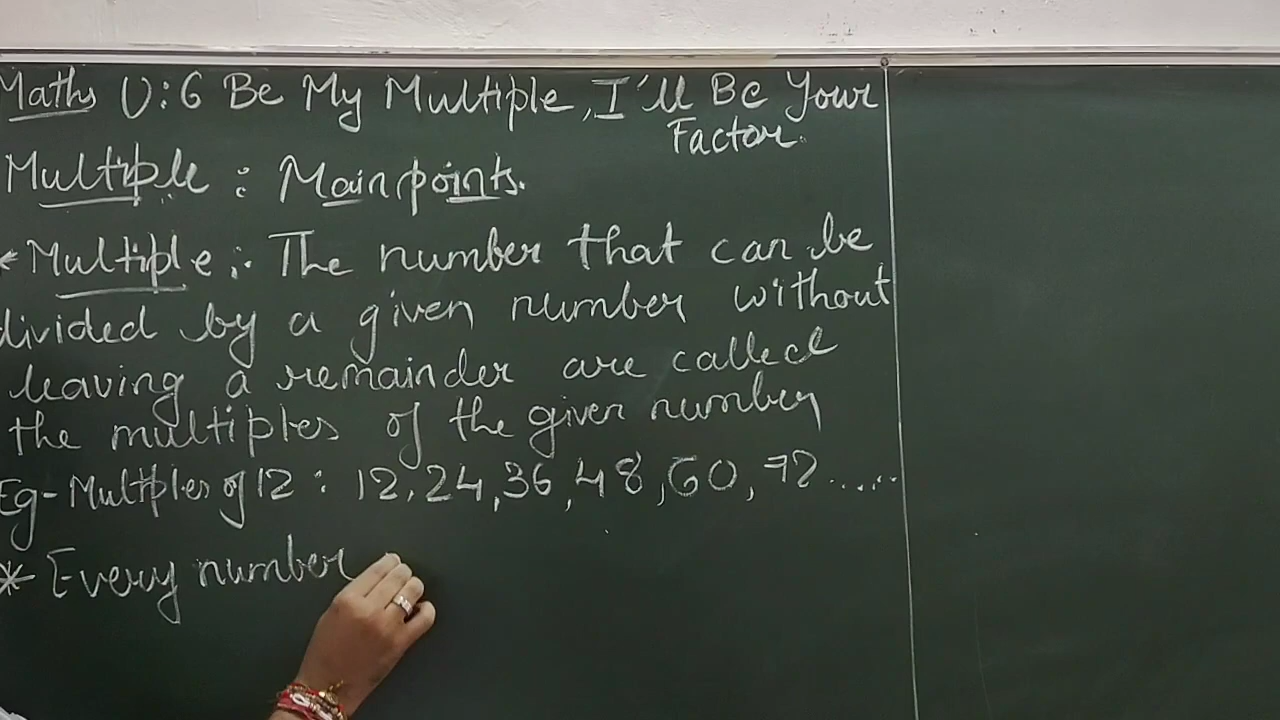 Maths U:6 Be My Multiple, I'll Be Your
Factor.
Multiple : Main points.
* Multiple :- The number that can be
divided by a given number without
leaving a remainder are called
the multiples of the given number
Eg- Multiples of 12 : 12, 24, 36, 48, 60, 72......
* Every number